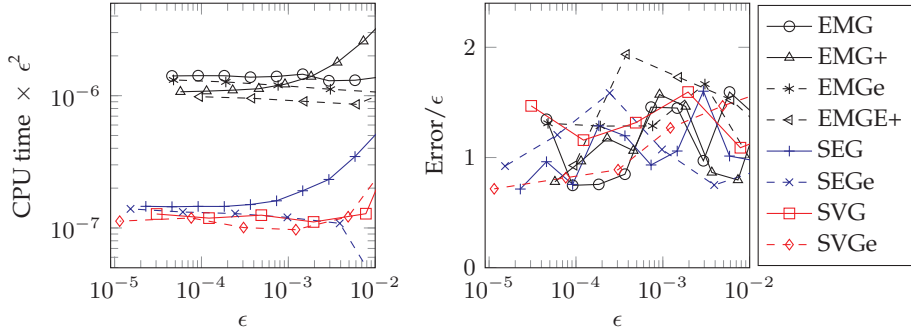 CPU time × ϵ²
10⁻⁶
10⁻⁷
10⁻⁵
10⁻⁴
10⁻³
10⁻²
ϵ
Error/ϵ
2
1
0
10⁻⁵
10⁻⁴
10⁻³
10⁻²
ϵ
EMG
EMG+
EMGe
EMGE+
SEG
SEGe
SVG
SVGe